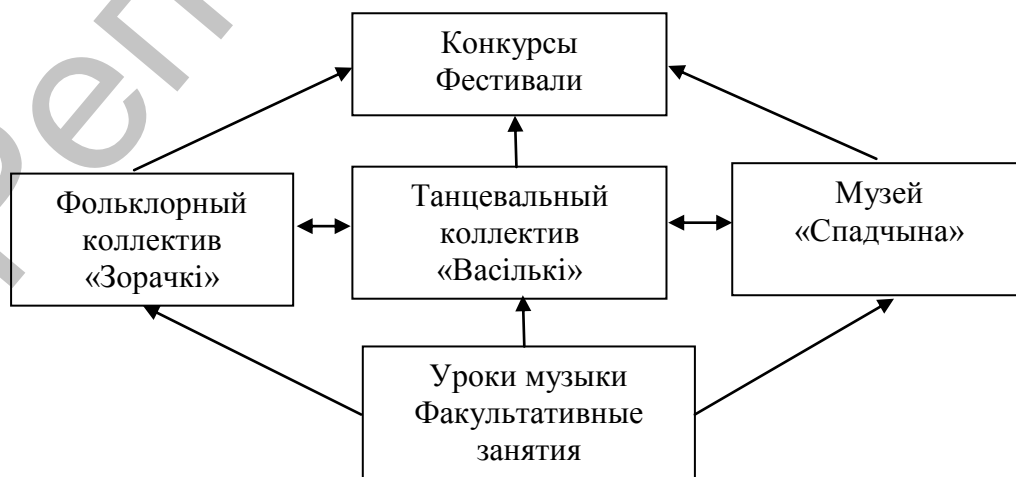 Конкурсы
Фестивали
Фольклорный
коллектив
«Зорачкі»
Танцевальный
коллектив
«Васількі»
Музей
«Спадчына»
Уроки музыки
Факультативные
занятия